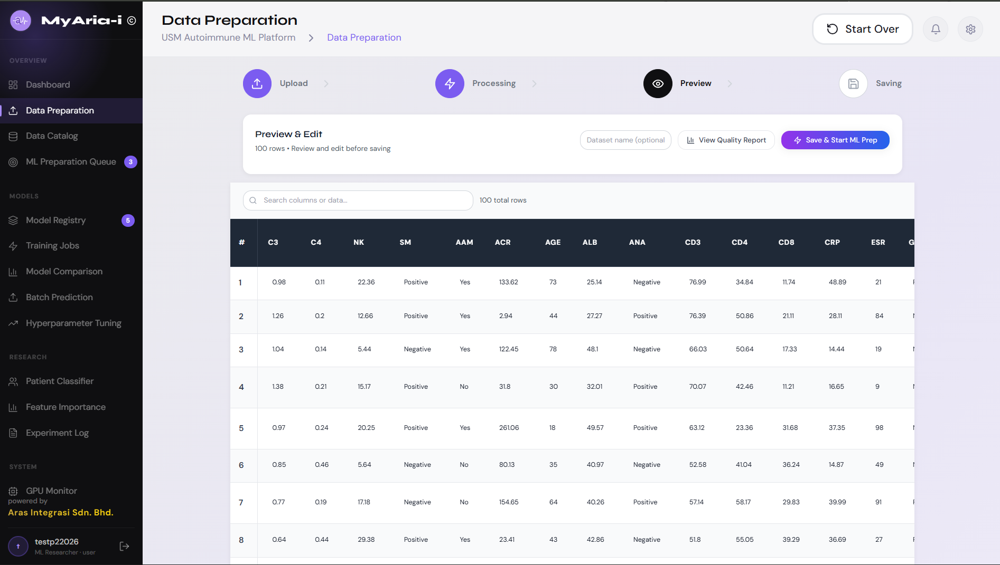 MyAria-i ©
OVERVIEW
Dashboard
Data Preparation
Data Catalog
ML Preparation Queue 3
MODELS
Model Registry 5
Training Jobs
Model Comparison
Batch Prediction
Hyperparameter Tuning
RESEARCH
Patient Classifier
Feature Importance
Experiment Log
SYSTEM
GPU Monitor
powered by
Aras Integrasi Sdn. Bhd.
t testp22026
ML Researcher · user
Data Preparation
USM Autoimmune ML Platform > Data Preparation
Start Over
Upload Processing Preview Saving
Preview & Edit
100 rows • Review and edit before saving
Dataset name (optional
View Quality Report
Save & Start ML Prep
Search columns or data...
100 total rows
# C3 C4 NK SM AAM ACR AGE ALB ANA CD3 CD4 CD8 CRP ESR
1 0.98 0.11 22.36 Positive Yes 133.62 73 25.14 Negative 76.99 34.84 11.74 48.89 21
2 1.26 0.2 12.66 Positive Yes 2.94 44 27.27 Positive 76.39 50.86 21.11 28.11 84
3 1.04 0.14 5.44 Negative Yes 122.45 78 48.1 Negative 66.03 50.64 17.33 14.44 19
4 1.38 0.21 15.17 Positive No 31.8 30 32.01 Positive 70.07 42.46 11.21 16.65 9
5 0.97 0.24 20.25 Positive Yes 261.06 18 49.57 Positive 63.12 23.36 31.68 37.35 98
6 0.85 0.46 5.64 Negative No 80.13 35 40.97 Negative 52.58 41.04 36.24 14.87 49
7 0.77 0.19 17.18 Negative No 154.65 64 40.26 Positive 57.14 58.17 29.83 39.99 91
8 0.64 0.44 29.38 Positive Yes 23.41 43 42.86 Negative 51.8 55.05 39.29 36.69 27